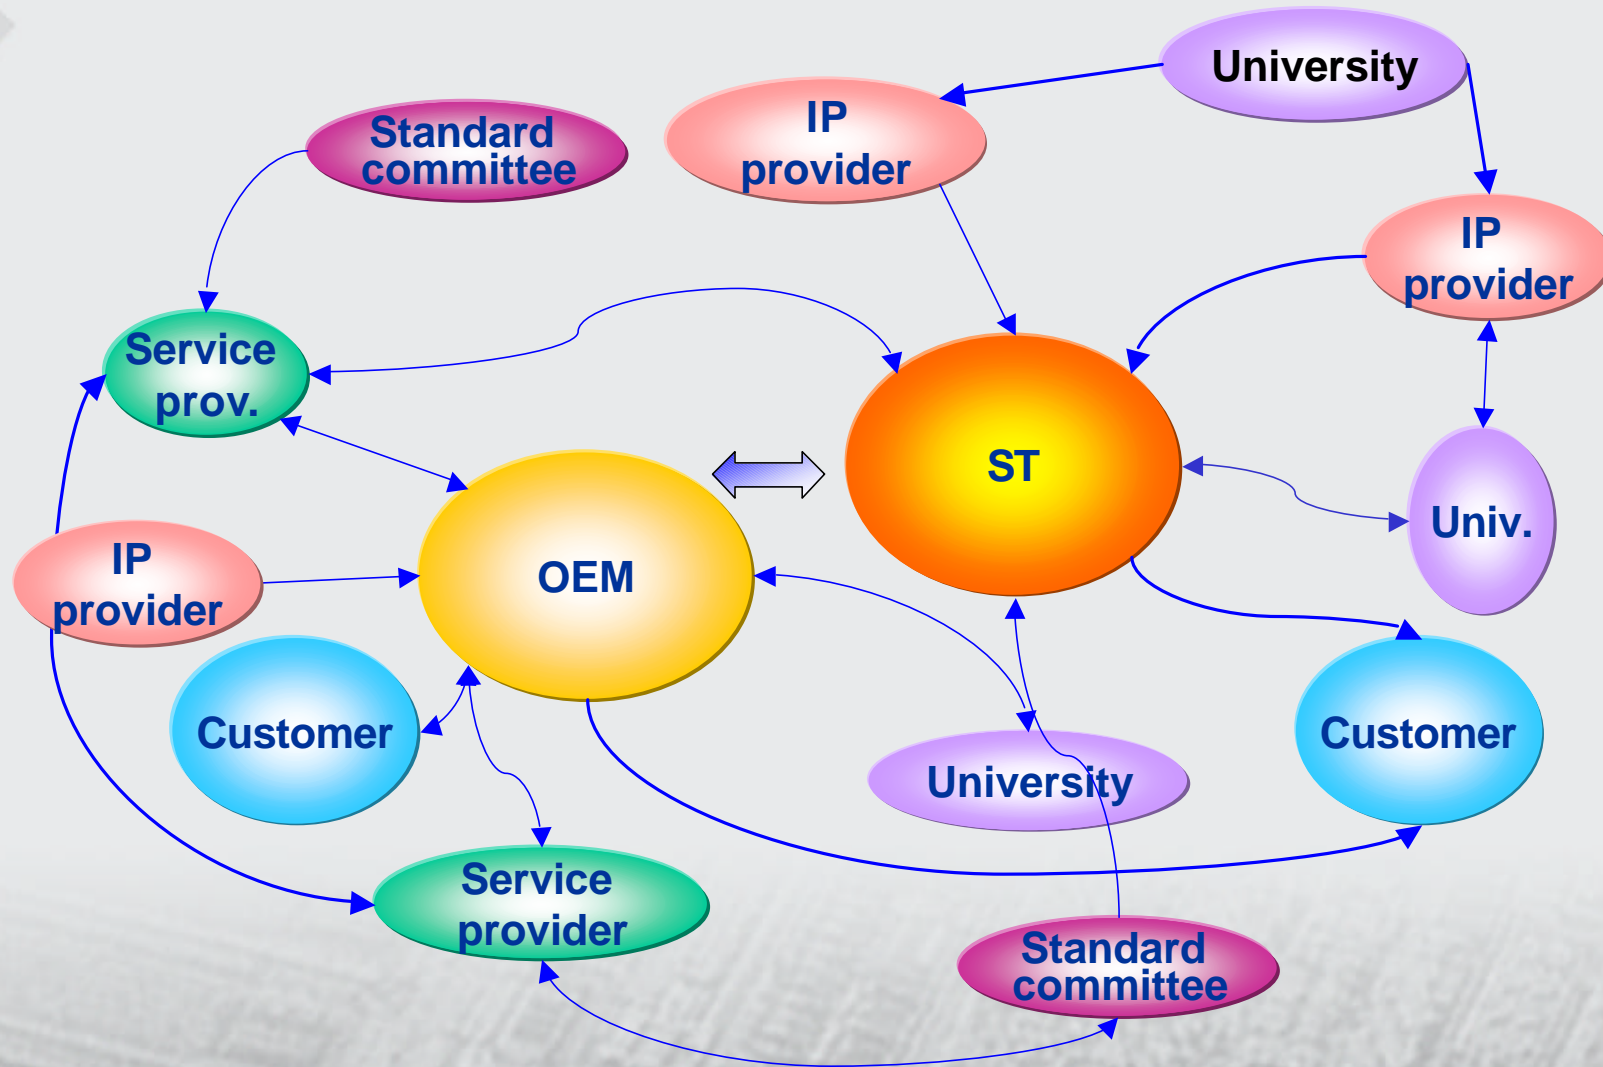 University
IP
provider
Standard
committee
IP
provider
Service
prov.
ST
Univ.
IP
provider
OEM
Customer
Customer
University
Service
provider
Standard
committee